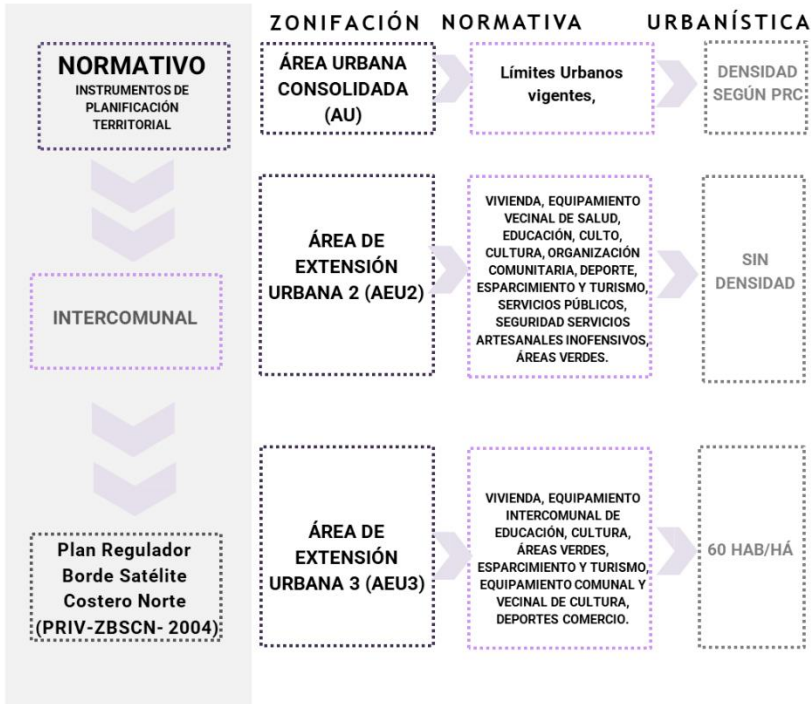 ZONIFACIÓN NORMATIVA URBANÍSTICA
NORMATIVO
INSTRUMENTOS DE
PLANIFICACIÓN
TERRITORIAL
ÁREA URBANA
CONSOLIDADA
(AU)
Límites Urbanos
vigentes,
DENSIDAD
SEGÚN PRC
INTERCOMUNAL
ÁREA DE
EXTENSIÓN
URBANA 2 (AEU2)
VIVIENDA, EQUIPAMIENTO
VECINAL DE SALUD,
EDUCACIÓN, CULTO,
CULTURA, ORGANIZACIÓN
COMUNITARIA, DEPORTE,
ESPARCIMIENTO Y TURISMO,
SERVICIOS PÚBLICOS,
SEGURIDAD SERVICIOS
ARTESANALES INOFENSIVOS,
ÁREAS VERDES.
SIN
DENSIDAD
Plan Regulador
Borde Satélite
Costero Norte
(PRIV-ZBSCN- 2004)
ÁREA DE
EXTENSIÓN
URBANA 3 (AEU3)
VIVIENDA, EQUIPAMIENTO
INTERCOMUNAL DE
EDUCACIÓN, CULTURA,
ÁREAS VERDES,
ESPARCIMIENTO Y TURISMO,
EQUIPAMIENTO COMUNAL Y
VECINAL DE CULTURA,
DEPORTES COMERCIO.
60 HAB/HÁ